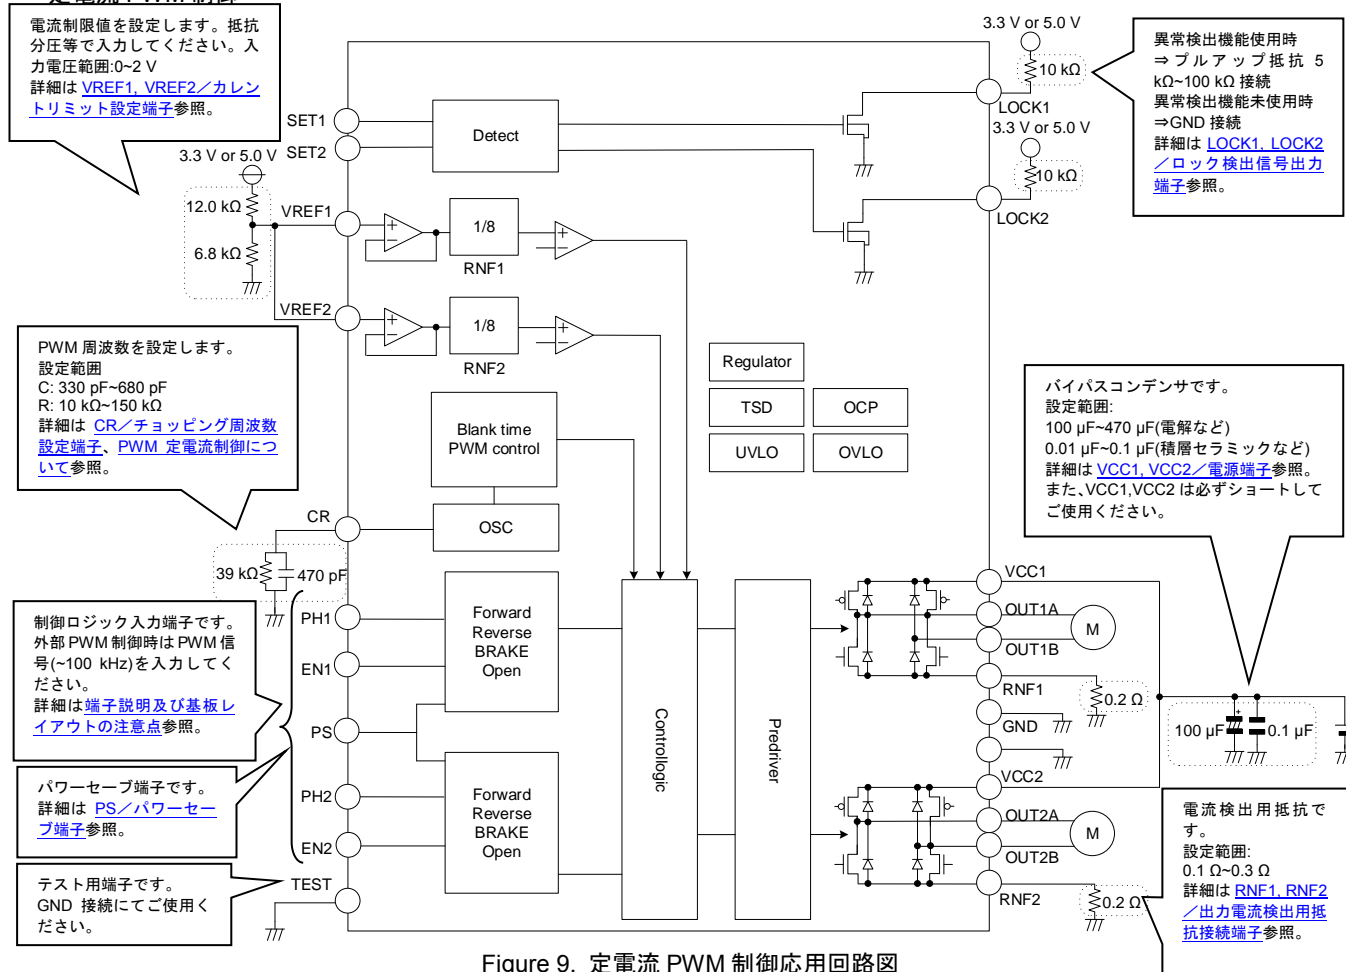 定電流 PWM 制御
電流制限値を設定します。抵抗
分圧等で入力してください。入
力電圧範囲:0~2 V
詳細は VREF1, VREF2／カレン
トリミット設定端子参照。
3.3 V or 5.0 V
10 kΩ
LOCK1
3.3 V or 5.0 V
10 kΩ
LOCK2
異常検出機能使用時
⇒プルアップ抵抗 5
kΩ~100 kΩ 接続
異常検出機能未使用時
⇒GND 接続
詳細は LOCK1, LOCK2
／ロック検出信号出力
端子参照。
SET1
SET2
Detect
3.3 V or 5.0 V
12.0 kΩ
6.8 kΩ
VREF1
1/8
RNF1
VREF2
1/8
RNF2
PWM 周波数を設定します。
設定範囲
C: 330 pF~680 pF
R: 10 kΩ~150 kΩ
詳細は CR／チョッピング周波数
設定端子、PWM 定電流制御につ
いて参照。
Blank time
PWM control
OSC
CR
39 kΩ
470 pF
Regulator
TSD
OCP
UVLO
OVLO
バイパスコンデンサです。
設定範囲:
100 µF~470 µF(電解など)
0.01 µF~0.1 µF(積層セラミックなど)
詳細は VCC1, VCC2／電源端子参照。
また、VCC1,VCC2 は必ずショートして
ご使用ください。
制御ロジック入力端子です。
外部 PWM 制御時は PWM 信
号(~100 kHz)を入力してく
ださい。
詳細は端子説明及び基板レ
イアウトの注意点参照。
パワーセーブ端子です。
詳細は PS／パワーセー
ブ端子参照。
テスト用端子です。
GND 接続にてご使用く
ださい。
PH1
EN1
PS
PH2
EN2
TEST
Forward
Reverse
BRAKE
Open
Forward
Reverse
BRAKE
Open
Controllogic
Predriver
VCC1
OUT1A
M
OUT1B
RNF1
0.2 Ω
GND
VCC2
OUT2A
M
OUT2B
RNF2
0.2 Ω
+
100 µF
0.1 µF
電流検出用抵抗で
す。
設定範囲:
0.1 Ω~0.3 Ω
詳細は RNF1, RNF2
／出力電流検出用抵
抗接続端子参照。
Figure 9. 定電流 PWM 制御応用回路図